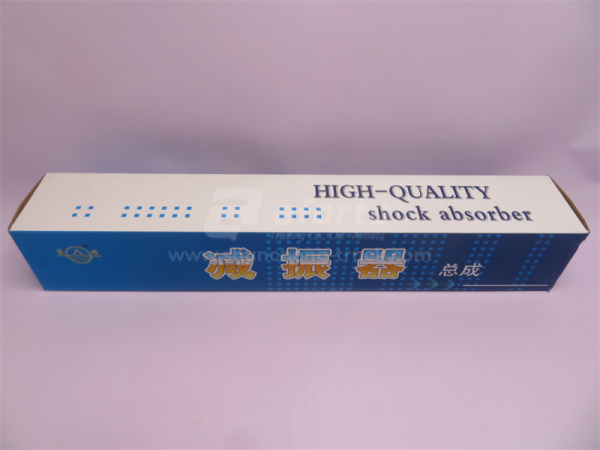 HIGH-QUALITY
shock absorber
减振器
总成